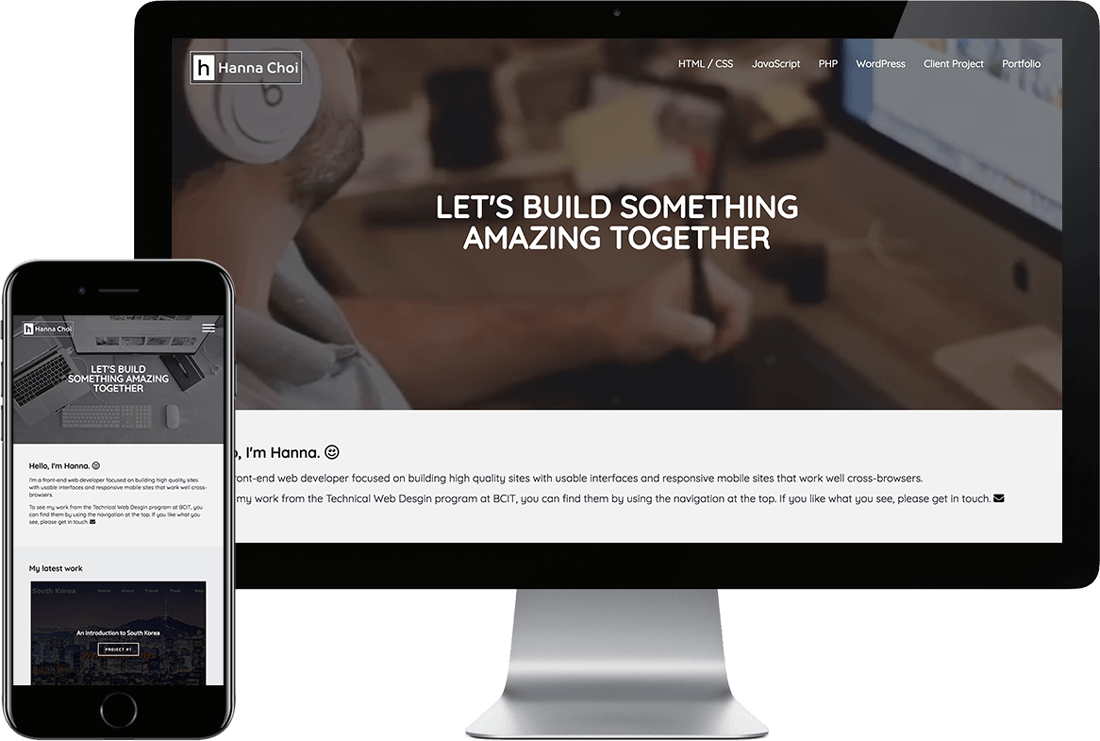 h Hanna Choi
HTML / CSS JavaScript PHP WordPress Client Project Portfolio
LET'S BUILD SOMETHING
AMAZING TOGETHER
, I'm Hanna.
front-end web developer focused on building high quality sites with usable interfaces and responsive mobile sites that work well cross-browsers.
my work from the Technical Web Desgin program at BCIT, you can find them by using the navigation at the top. If you like what you see, please get in touch.
h Hanna Choi
LET'S BUILD
SOMETHING AMAZING
TOGETHER
Hello, I'm Hanna.
I'm a front-end web developer focused on building high quality sites
with usable interfaces and responsive mobile sites that work well cross-
browsers.
To see my work from the Technical Web Desgin program at BCIT, you
can find them by using the navigation at the top. If you like what you
see, please get in touch.
My latest work
South Korea Home About Travel Food Map
An introduction to South Korea
PROJECT #1